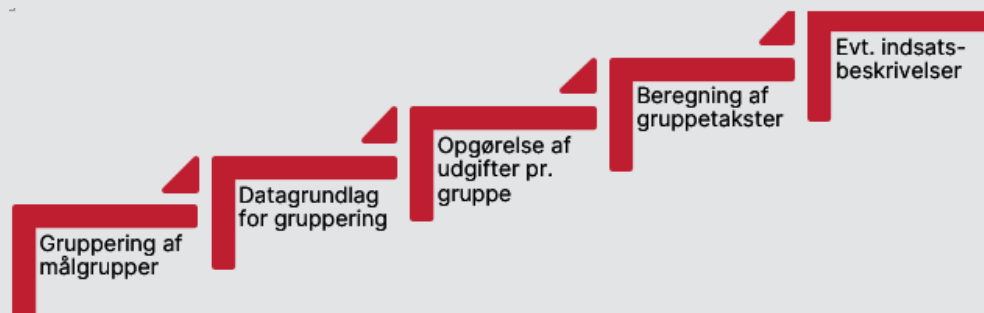 Gruppering af
målgrupper
Datagrundlag
for gruppering
Opgørelse af
udgifter pr.
gruppe
Beregning af
gruppetakster
Evt. indsats-
beskrivelser